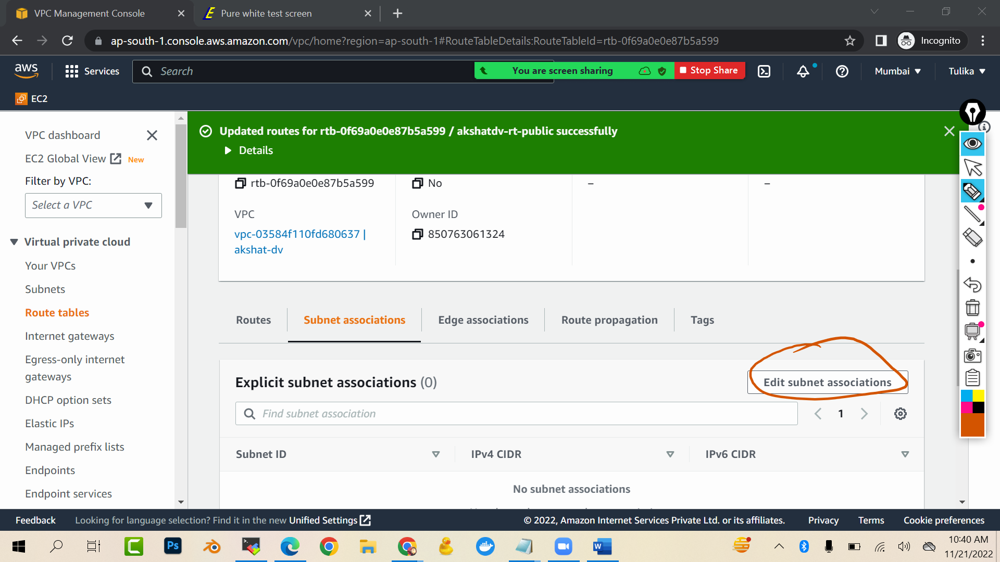 VPC Management Console
Pure white test screen
ap-south-1.console.aws.amazon.com/vpc/home?region=ap-south-1#RouteTableDetails:RouteTableId=rtb-0f69a0e0e87b5a599
Incognito
aws
Services
Search
You are screen sharing
Stop Share
Mumbai
Tulika
EC2
VPC dashboard
EC2 Global View
New
Filter by VPC:
Select a VPC
Virtual private cloud
Your VPCs
Subnets
Route tables
Internet gateways
Egress-only internet
gateways
DHCP option sets
Elastic IPs
Managed prefix lists
Endpoints
Endpoint services
Updated routes for rtb-0f69a0e0e87b5a599 / akshatdv-rt-public successfully
Details
rtb-0f69a0e0e87b5a599
No
–
–
VPC
Owner ID
vpc-03584f110fd680637 |
akshat-dv
850763061324
Routes
Subnet associations
Edge associations
Route propagation
Tags
Explicit subnet associations (0)
Edit subnet associations
Find subnet association
1
Subnet ID
IPv4 CIDR
IPv6 CIDR
No subnet associations
Feedback
Looking for language selection? Find it in the new Unified Settings
© 2022, Amazon Internet Services Private Ltd. or its affiliates.
Privacy
Terms
Cookie preferences
Ps
W
10:40 AM
11/21/2022